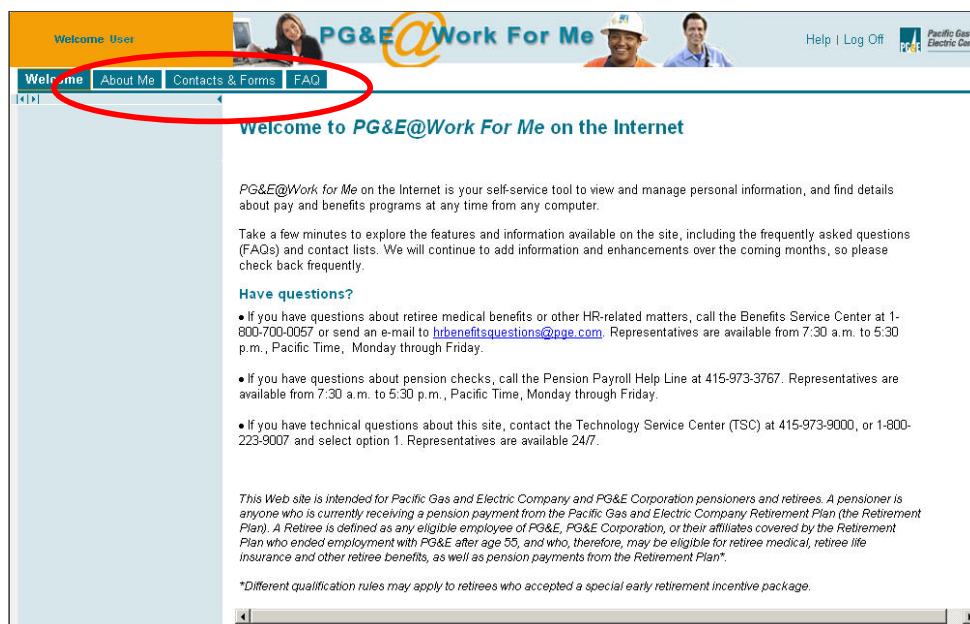 Welcome User
PG&E@Work For Me
Help | Log Off
Pacific Gas
Electric Co
PG&E
Welcome About Me Contacts & Forms FAQ
Welcome to PG&E@Work For Me on the Internet
PG&E@Work for Me on the Internet is your self-service tool to view and manage personal information, and find details
about pay and benefits programs at any time from any computer.
Take a few minutes to explore the features and information available on the site, including the frequently asked questions
(FAQs) and contact lists. We will continue to add information and enhancements over the coming months, so please
check back frequently.
Have questions?
• If you have questions about retiree medical benefits or other HR-related matters, call the Benefits Service Center at 1-
800-700-0057 or send an e-mail to hrbenefitsquestions@pge.com. Representatives are available from 7:30 a.m. to 5:30
p.m., Pacific Time, Monday through Friday.
• If you have questions about pension checks, call the Pension Payroll Help Line at 415-973-3767. Representatives are
available from 7:30 a.m. to 5:30 p.m., Pacific Time, Monday through Friday.
• If you have technical questions about this site, contact the Technology Service Center (TSC) at 415-973-9000, or 1-800-
223-9007 and select option 1. Representatives are available 24/7.
This Web site is intended for Pacific Gas and Electric Company and PG&E Corporation pensioners and retirees. A pensioner is
anyone who is currently receiving a pension payment from the Pacific Gas and Electric Company Retirement Plan (the Retirement
Plan). A Retiree is defined as any eligible employee of PG&E, PG&E Corporation, or their affiliates covered by the Retirement
Plan who ended employment with PG&E after age 55, and who, therefore, may be eligible for retiree medical, retiree life
insurance and other retiree benefits, as well as pension payments from the Retirement Plan*.
*Different qualification rules may apply to retirees who accepted a special early retirement incentive package.